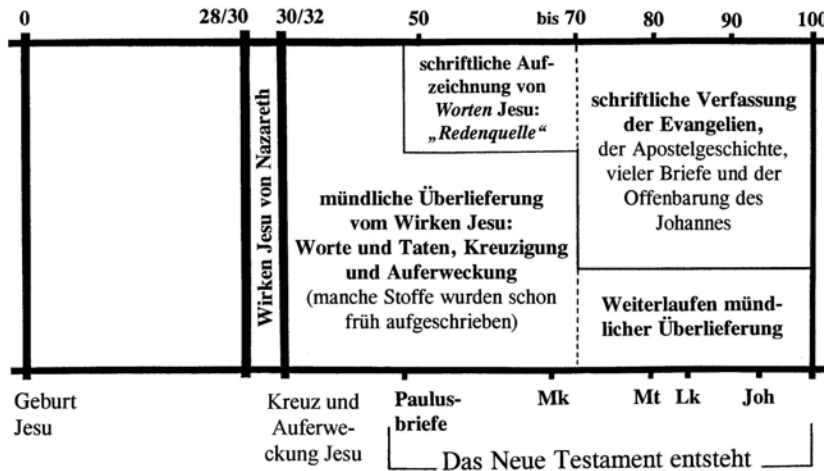 0 28/30 30/32 50 bis 70 80 90 100
Wirken Jesu von Nazareth
schriftliche Auf-
zeichnung von
Worten Jesu:
„Redenquelle“
mündliche Überlieferung
vom Wirken Jesu:
Worte und Taten, Kreuzigung
und Auferweckung
(manche Stoffe wurden schon
früh aufgeschrieben)
schriftliche Verfassung
der Evangelien,
der Apostelgeschichte,
vieler Briefe und der
Offenbarung des
Johannes
Weiterlaufen münd-
licher Überlieferung
Geburt
Jesu
Kreuz und
Auferwe-
ckung Jesu
Paulus-
briefe
Mk
Mt
Lk
Joh
Das Neue Testament entsteht